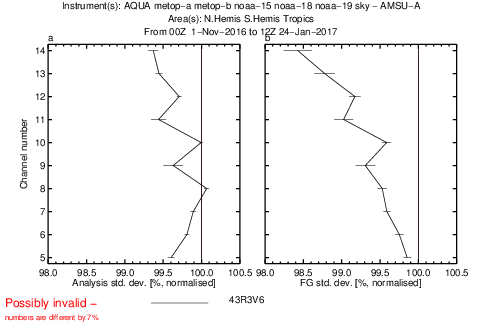 Instrument(s): AQUA metop-a metop-b noaa-15 noaa-18 noaa-19 sky - AMSU-A
Area(s): N.Hemis S.Hemis Tropics
From 00Z 1-Nov-2016 to 12Z 24-Jan-2017
a b
14
13
12
11
10
9
8
7
6
5
Channel number
98.0 98.5 99.0 99.5 100.0 100.5 98.0 98.5 99.0 99.5 100.0 100.5
Analysis std. dev. [%, normalised] FG std. dev. [%, normalised]
Possibly invalid - 43R3V6
numbers are different by 7%